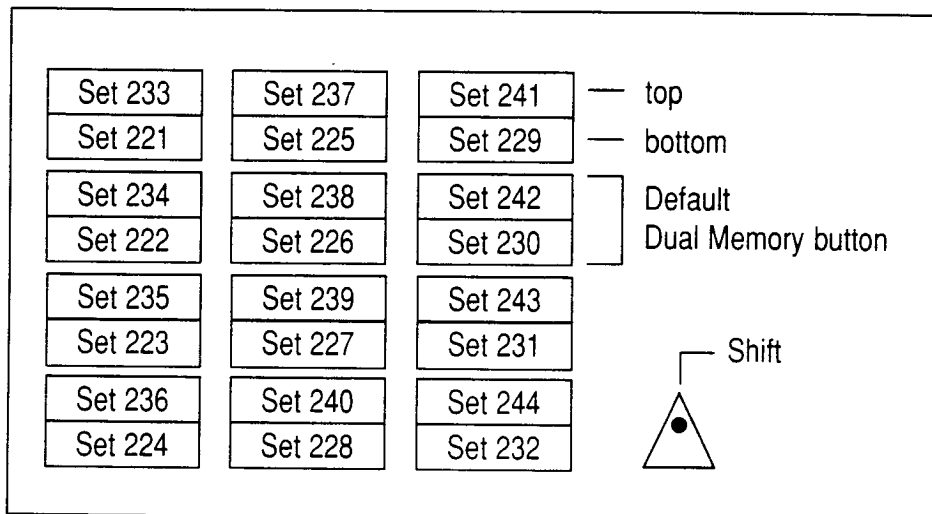 Set 233 Set 237 Set 241 top
Set 221 Set 225 Set 229 bottom
Set 234 Set 238 Set 242 Default
Set 222 Set 226 Set 230 Dual Memory button
Set 235 Set 239 Set 243
Set 223 Set 227 Set 231 Shift
Set 236 Set 240 Set 244
Set 224 Set 228 Set 232